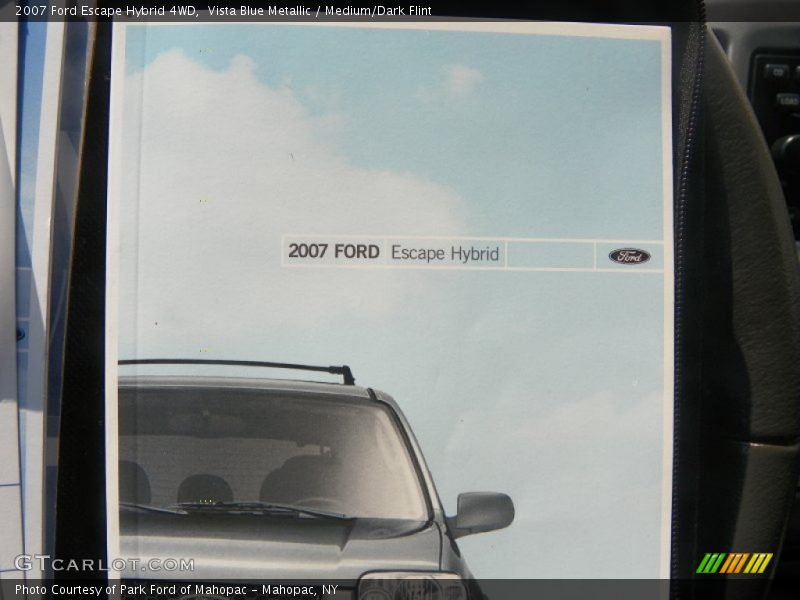 2007 Ford Escape Hybrid 4WD,  Vista Blue Metallic / Medium/Dark Flint
2007 FORD Escape Hybrid Ford
GTCARLOT.COM
Photo Courtesy of Park Ford of Mahopac - Mahopac, NY